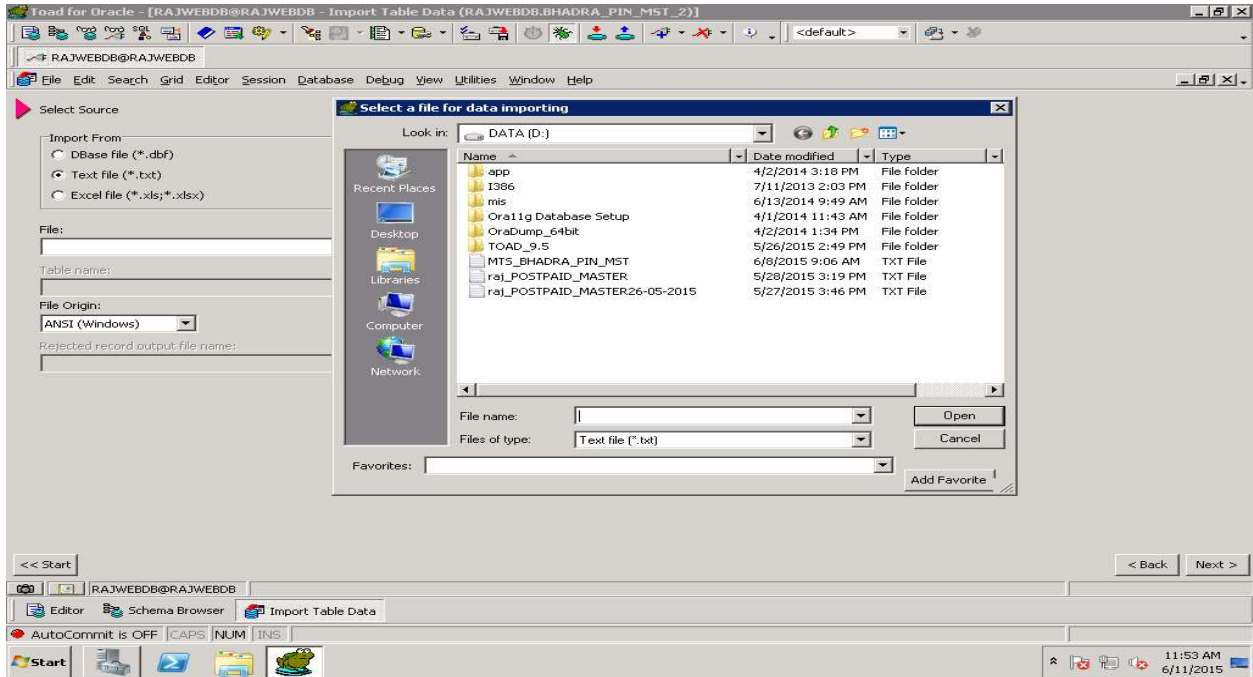 Toad for Oracle - [RAJWEBDB@RAJWEBDB - Import Table Data (RAJWEBDB.BHADRA_PIN_MST_2)]
<default>
RAJWEBDB@RAJWEBDB
File Edit Search Grid Editor Session Database Debug View Utilities Window Help
Select Source
Import From
DBase file (*.dbf)
Text file (*.txt)
Excel file (*.xls;*.xlsx)
File:
Table name:
File Origin:
ANSI (Windows)
Rejected record output file name:
Select a file for data importing
Look in: DATA (D:)
Recent Places
Desktop
Libraries
Computer
Network
Name Date modified Type
app 4/2/2014 3:18 PM File folder
I386 7/11/2013 2:03 PM File folder
mis 6/13/2014 9:49 AM File folder
Ora11g Database Setup 4/1/2014 11:43 AM File folder
OraDump_64bit 4/2/2014 1:34 PM File folder
TOAD_9.5 5/26/2015 2:49 PM File folder
MTS_BHADRA_PIN_MST 6/8/2015 9:06 AM TXT File
raj_POSTPAID_MASTER 5/28/2015 3:19 PM TXT File
raj_POSTPAID_MASTER26-05-2015 5/27/2015 3:46 PM TXT File
File name: Open
Files of type: Text file (*.txt) Cancel
Favorites:
Add Favorite
<< Start < Back Next >
RAJWEBDB@RAJWEBDB
Editor Schema Browser Import Table Data
AutoCommit is OFF CAPS NUM INS
Start 11:53 AM
6/11/2015